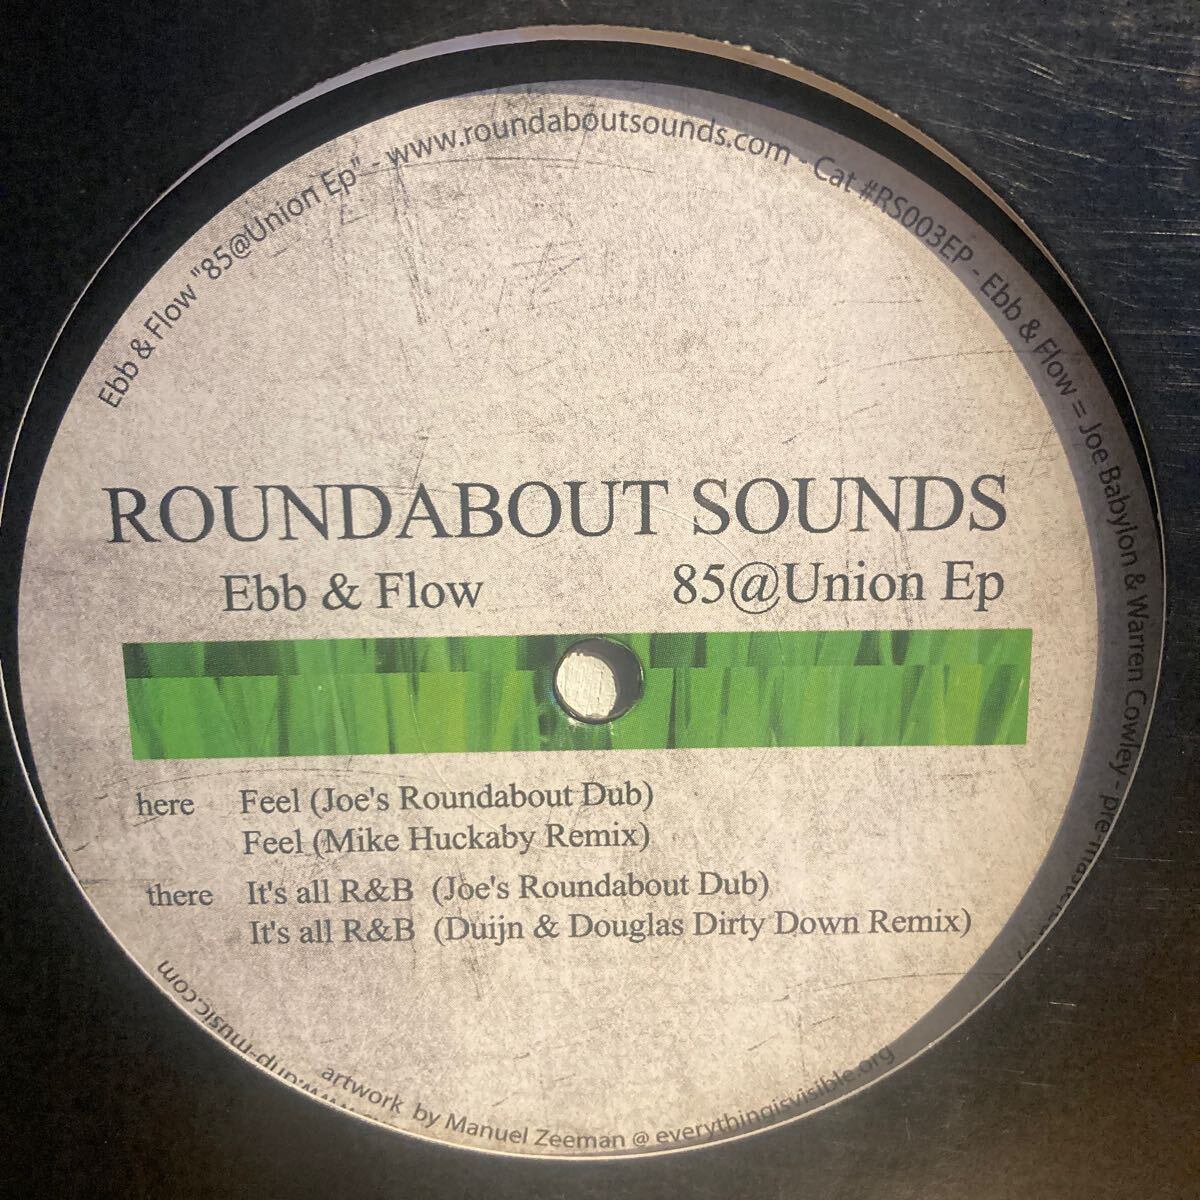 Ebb & Flow "85@Union Ep" - www.roundaboutsounds.com - Cat #RS003EP - Ebb & Flow = Joe Babylon & Warren Cowley - pre
ROUNDABOUT SOUNDS
Ebb & Flow 85@Union Ep
here Feel (Joe's Roundabout Dub)
Feel (Mike Huckaby Remix)
there It's all R&B (Joe's Roundabout Dub)
It's all R&B (Duijn & Douglas Dirty Down Remix)
artwork by Manuel Zeeman @ everythingisvisible.org